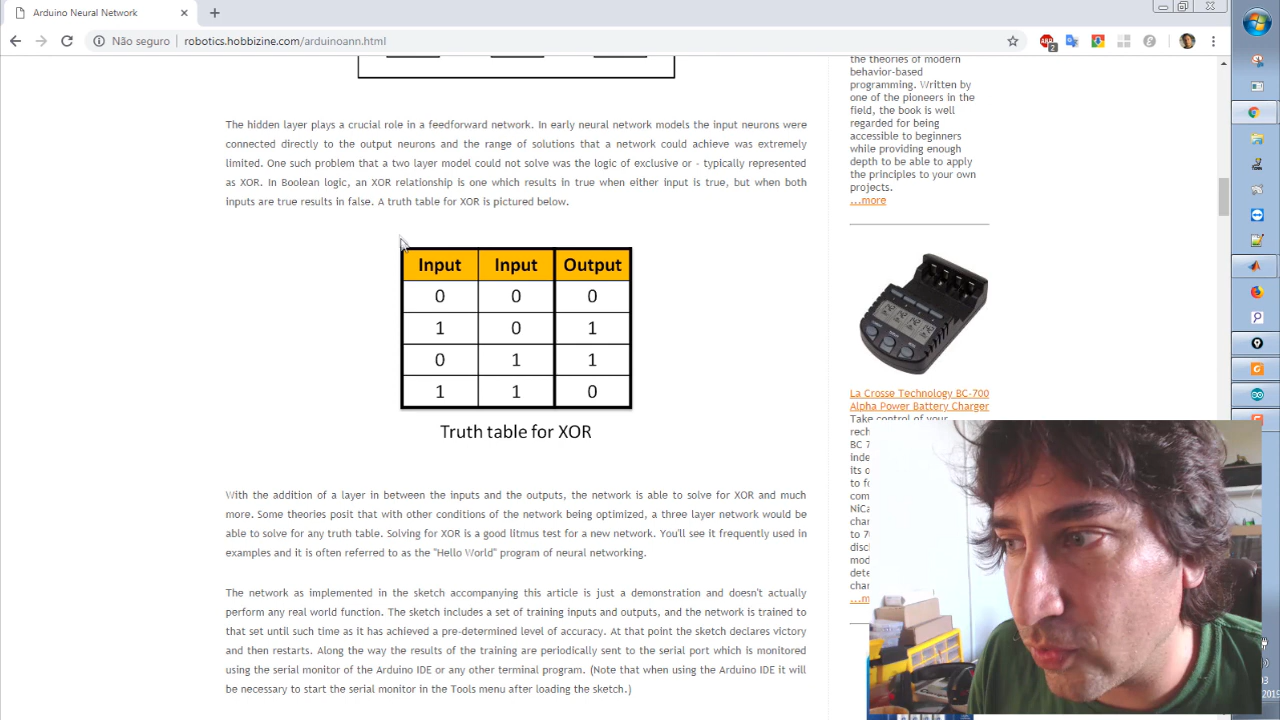 Arduino Neural Network
Não seguro
robotics.hobbizine.com/arduinoann.html
2
The hidden layer plays a crucial role in a feedforward network. In early neural network models the input neurons were
connected directly to the output neurons and the range of solutions that a network could achieve was extremely
limited. One such problem that a two layer model could not solve was the logic of exclusive or - typically represented
as XOR. In Boolean logic, an XOR relationship is one which results in true when either input is true, but when both
inputs are true results in false. A truth table for XOR is pictured below.
Input Input Output
0 0 0
1 0 1
0 1 1
1 1 0
Truth table for XOR
With the addition of a layer in between the inputs and the outputs, the network is able to solve for XOR and much
more. Some theories posit that with other conditions of the network being optimized, a three layer network would be
able to solve for any truth table. Solving for XOR is a good litmus test for a new network. You'll see it frequently used in
examples and it is often referred to as the "Hello World" program of neural networking.
The network as implemented in the sketch accompanying this article is just a demonstration and doesn't actually
perform any real world function. The sketch includes a set of training inputs and outputs, and the network is trained to
that set until such time as it has achieved a pre-determined level of accuracy. At that point the sketch declares victory
and then restarts. Along the way the results of the training are periodically sent to the serial port which is monitored
using the serial monitor of the Arduino IDE or any other terminal program. (Note that when using the Arduino IDE it will
be necessary to start the serial monitor in the Tools menu after loading the sketch.)
the theories of modern
behavior-based
programming. Written by
one of the pioneers in the
field, the book is well
regarded for being
accessible to beginners
while providing enough
depth to be able to apply
the principles to your own
projects.
...more
La Crosse Technology BC-700
Alpha Power Battery Charger
Take control of your
BC 7
its o
to f
com
NiCa
char
to 7
disc
mod
dete
char